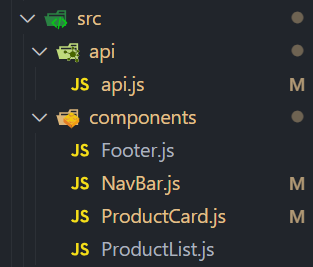 src
api
JS api.js M
components
JS Footer.js
JS NavBar.js M
JS ProductCard.js M
JS ProductList.js